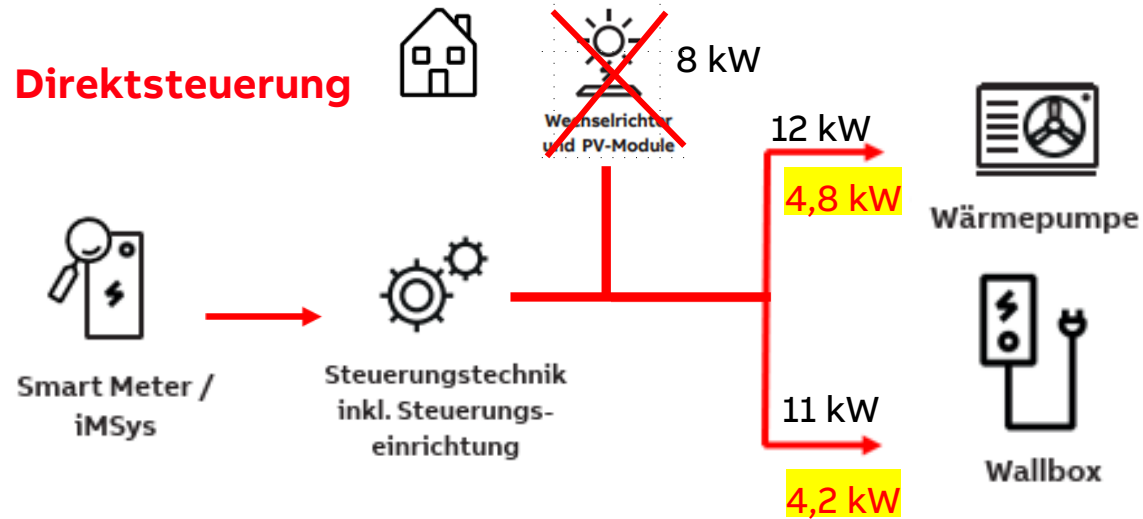 Direktsteuerung
8 kW
Wechselrichter
und PV-Module
12 kW
4,8 kW
Wärmepumpe
Smart Meter /
iMSys
Steuerungstechnik
inkl. Steuerungs-
einrichtung
11 kW
4,2 kW
Wallbox